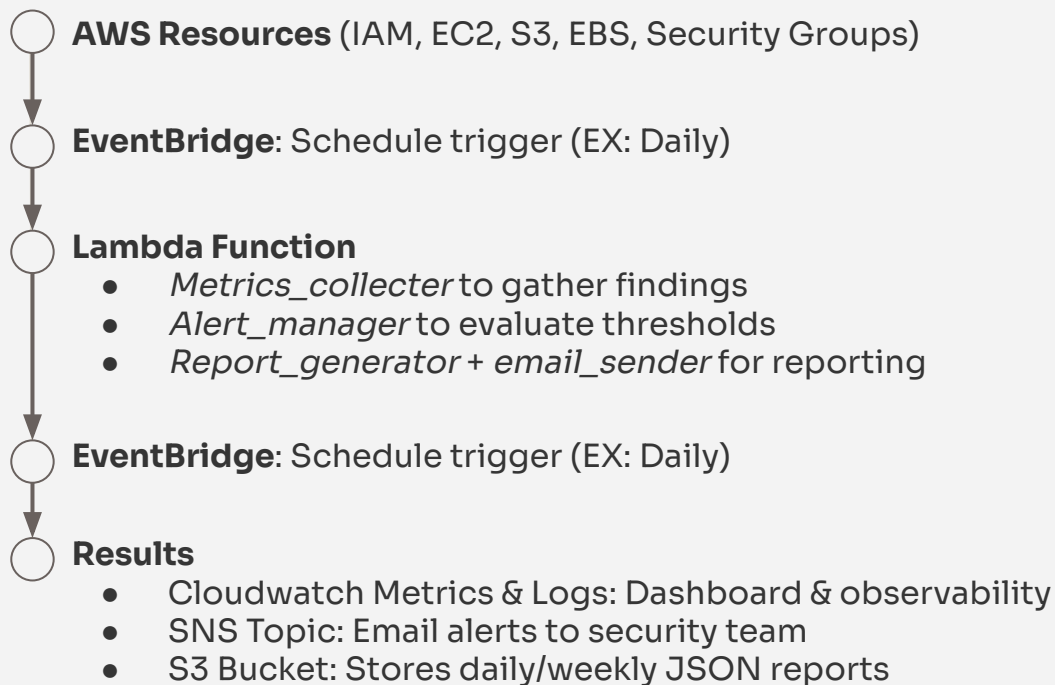 AWS Resources (IAM, EC2, S3, EBS, Security Groups)
EventBridge: Schedule trigger (EX: Daily)
Lambda Function
● Metrics_collecter to gather findings
● Alert_manager to evaluate thresholds
● Report_generator + email_sender for reporting
EventBridge: Schedule trigger (EX: Daily)
Results
● Cloudwatch Metrics & Logs: Dashboard & observability
● SNS Topic: Email alerts to security team
● S3 Bucket: Stores daily/weekly JSON reports